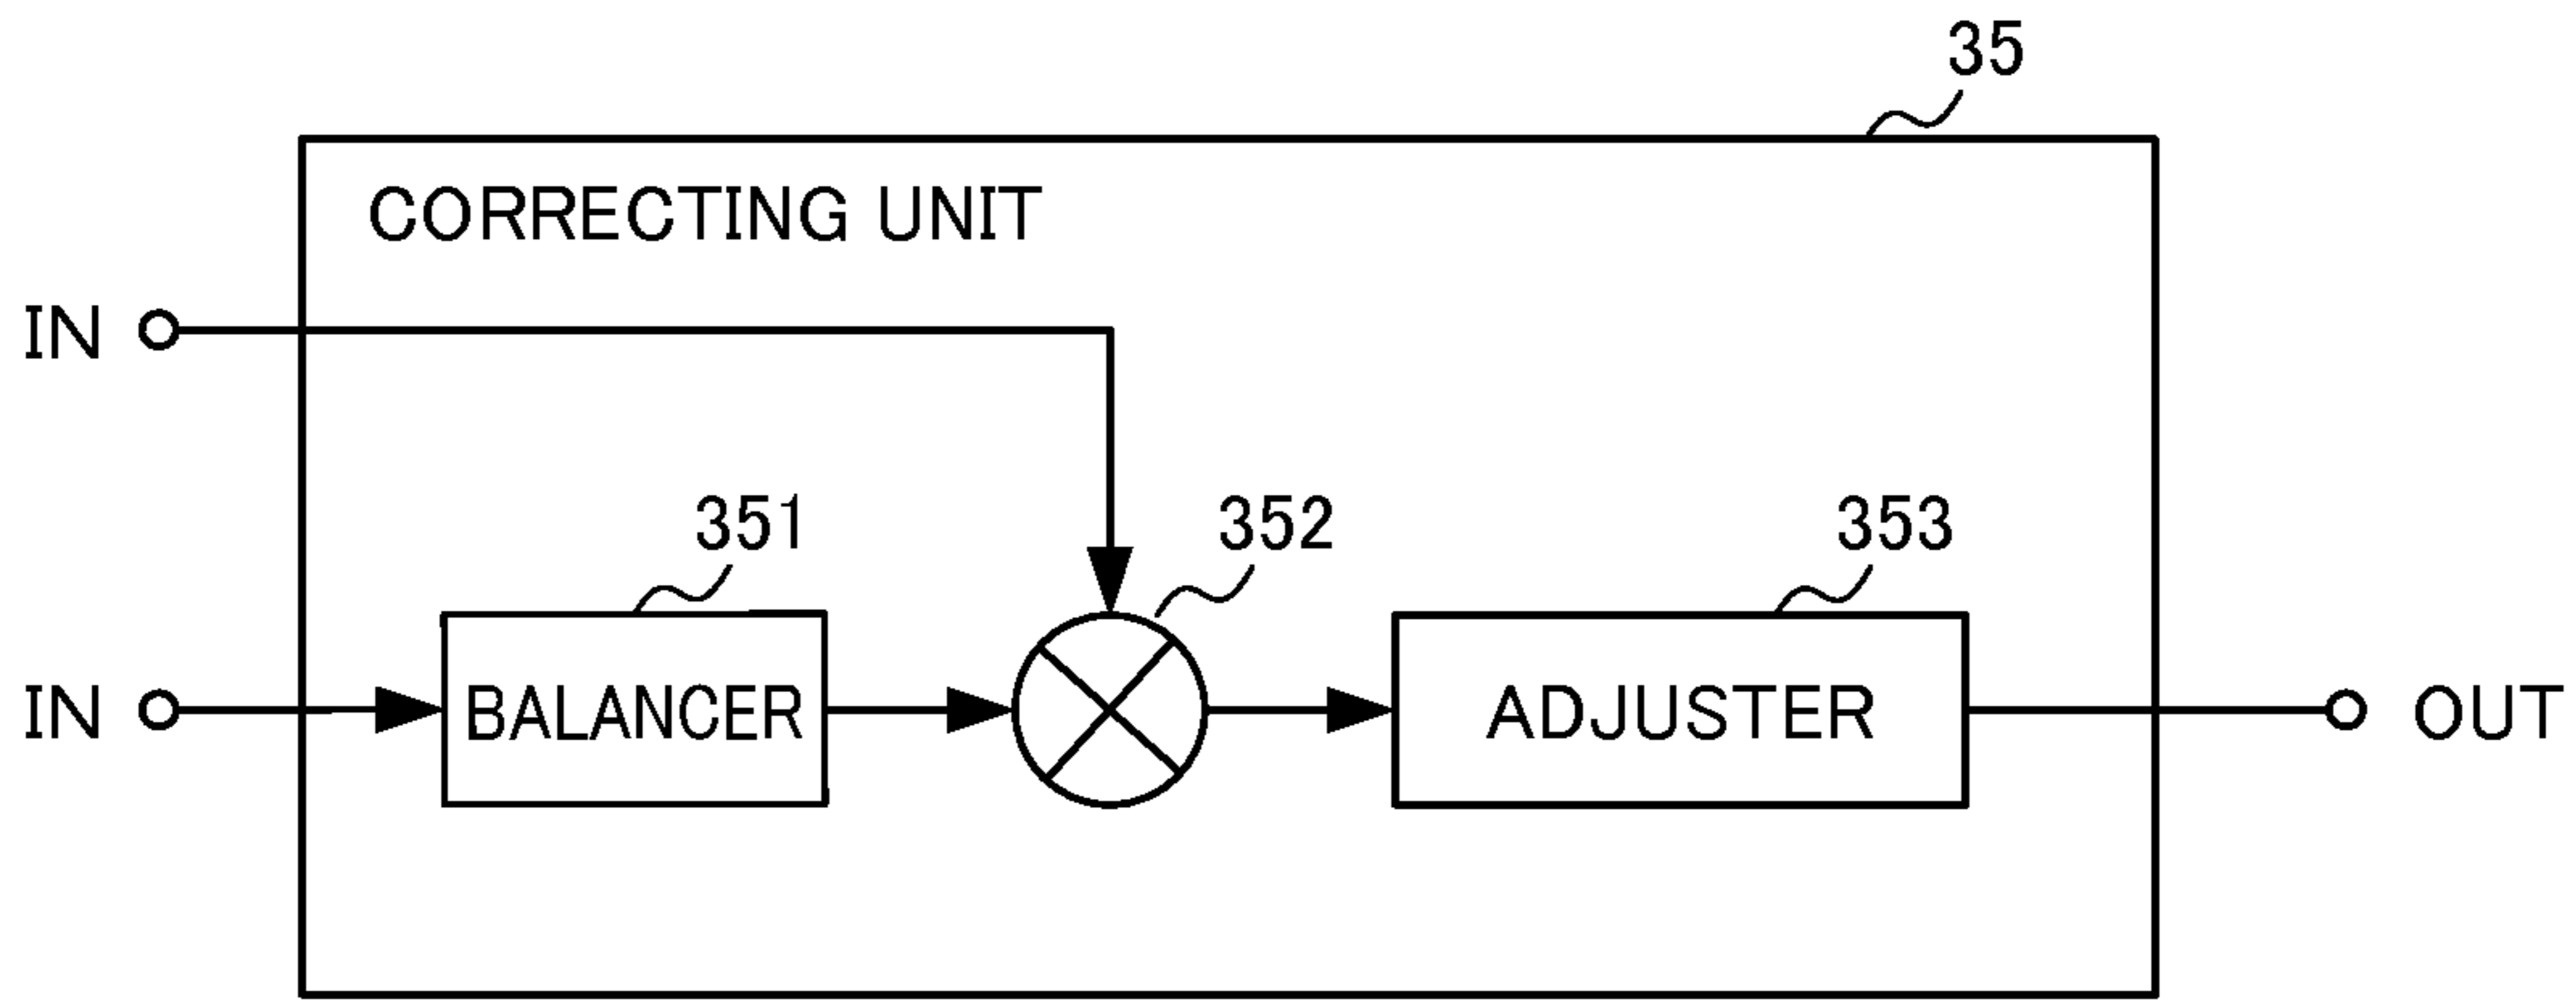 35
CORRECTING UNIT
IN
351
352
353
IN
BALANCER
ADJUSTER
OUT